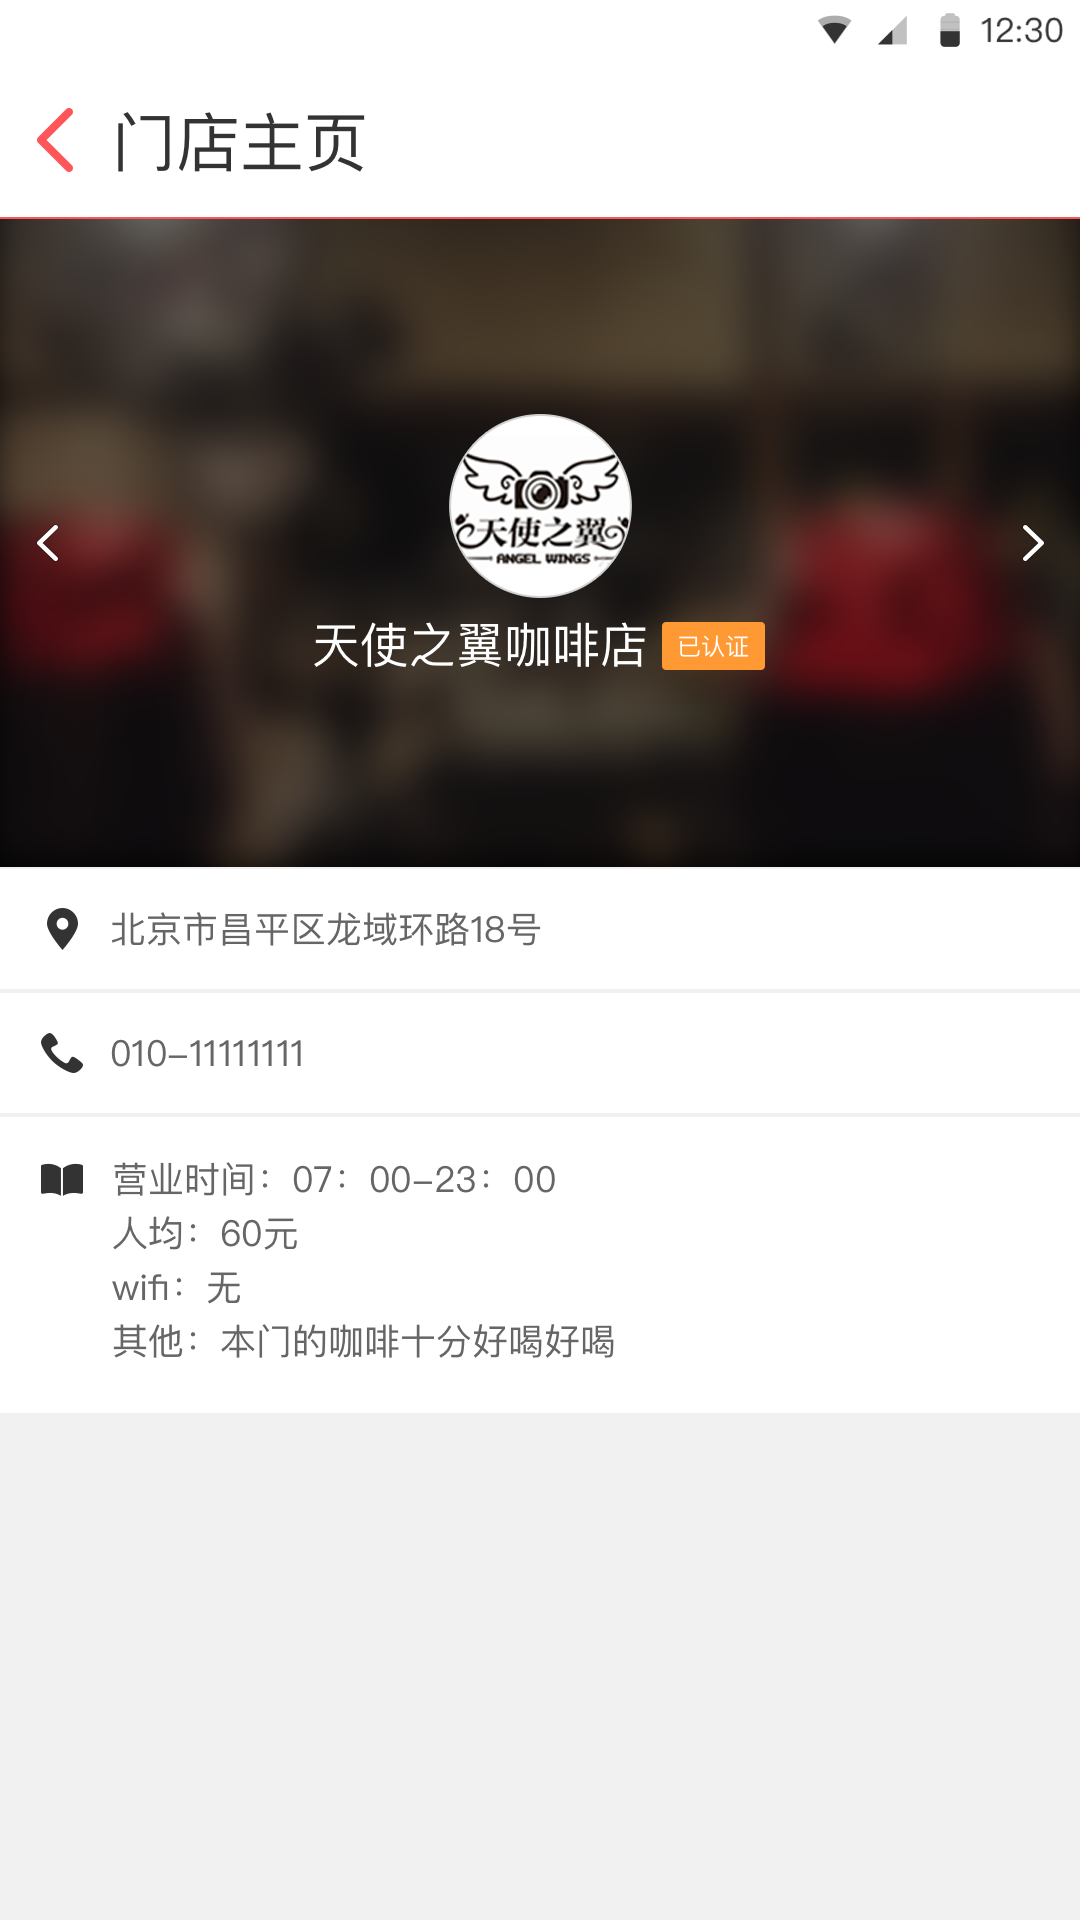 12:30
门店主页
天使之翼
ANGEL WINGS
天使之翼咖啡店 已认证
北京市昌平区龙域环路18号
010-11111111
营业时间：07：00-23：00
人均：60元
wifi：无
其他：本门的咖啡十分好喝好喝